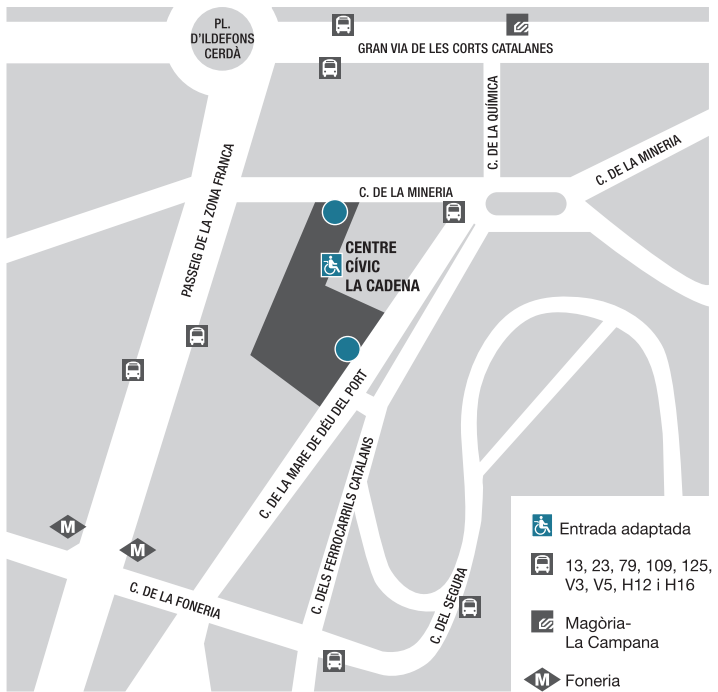 PL.
D'ILDEFONS
CERDÀ
GRAN VIA DE LES CORTS CATALANES
C. DE LA QUÍMICA
C. DE LA MINERIA
C. DE LA MINERIA
PASSEIG DE LA ZONA FRANCA
CENTRE
CÍVIC
LA CADENA
C. DE LA MARE DE DÉU DEL PORT
C. DELS FERROCARRILS CATALANS
M
M
C. DE LA FONERIA
C. DEL SEGURA
Entrada adaptada
13, 23, 79, 109, 125,
V3, V5, H12 i H16
Magòria-
La Campana
M Foneria